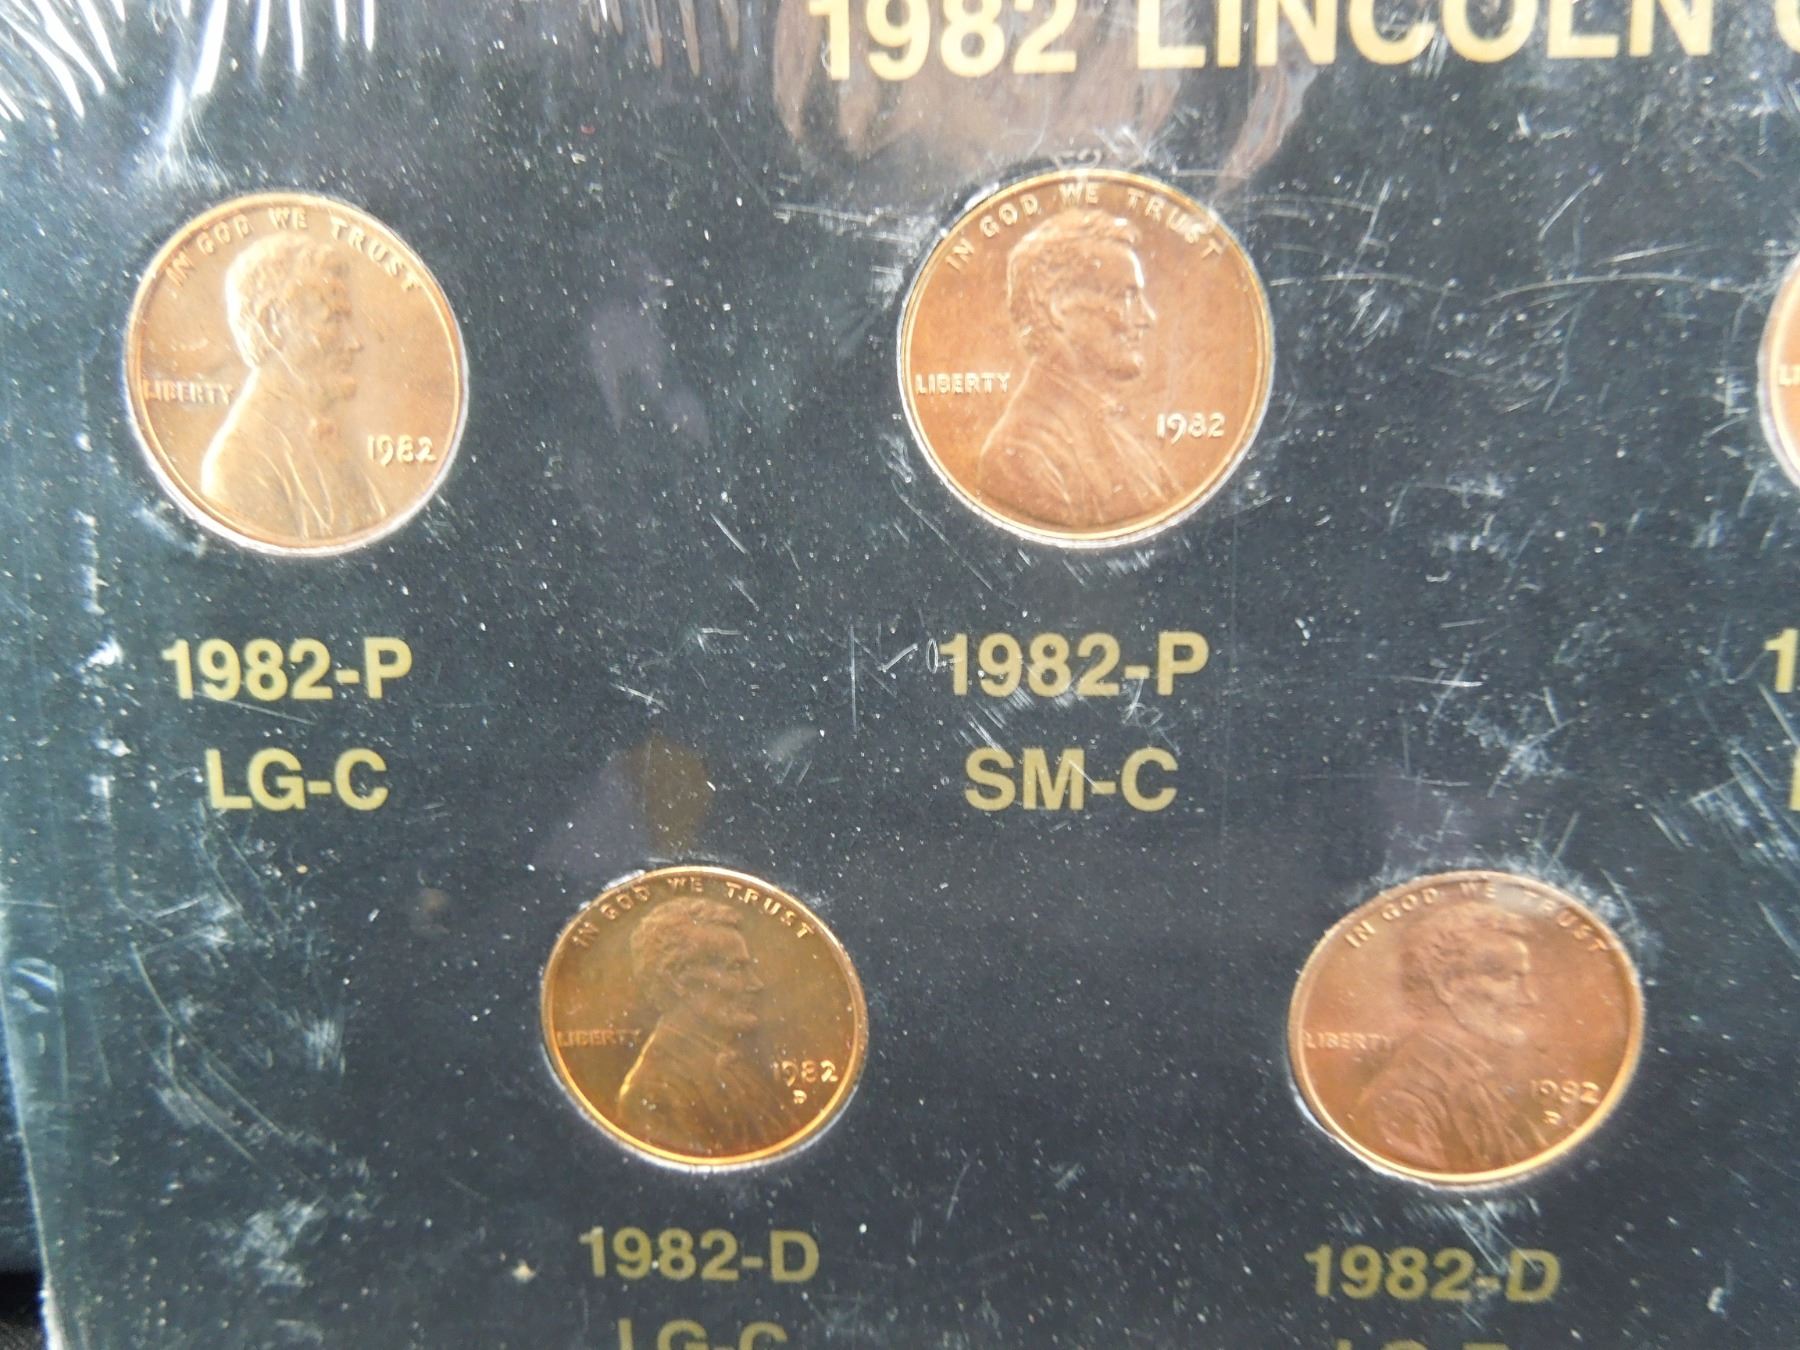 1982 LINCOLN
IN GOD WE TRUST
LIBERTY
1982
IN GOD WE TRUST
LIBERTY
1982
1982-P
LG-C
1982-P
SM-C
IN GOD WE TRUST
LIBERTY
1982
D
IN GOD WE TRUST
LIBERTY
1982
D
1982-D
LG-C
1982-D